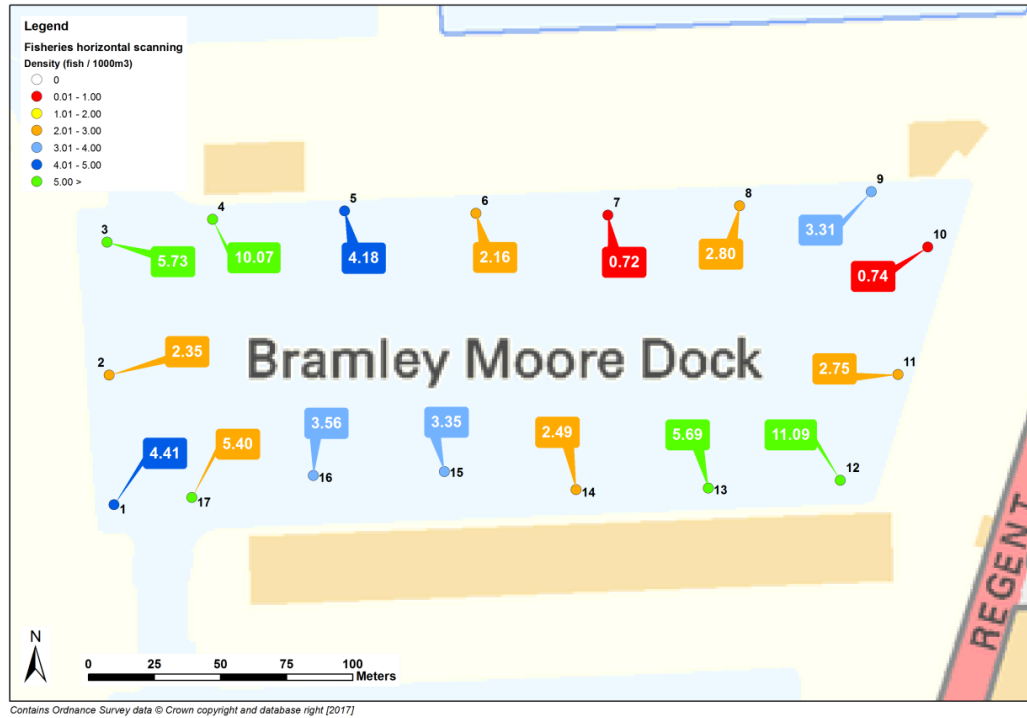 Legend
Fisheries horizontal scanning
Density (fish / 1000m3)
0
0.01 - 1.00
1.01 - 2.00
2.01 - 3.00
3.01 - 4.00
4.01 - 5.00
5.00 >
3
5.73
4
10.07
5
4.18
6
2.16
7
0.72
8
2.80
9
3.31
10
0.74
2
2.35
Bramley Moore Dock
2.75
11
4.41
1
5.40
17
3.56
16
3.35
15
2.49
14
5.69
13
11.09
12
REGENT
N
0 25 50 75 100
Meters
Contains Ordnance Survey data © Crown copyright and database right [2017]